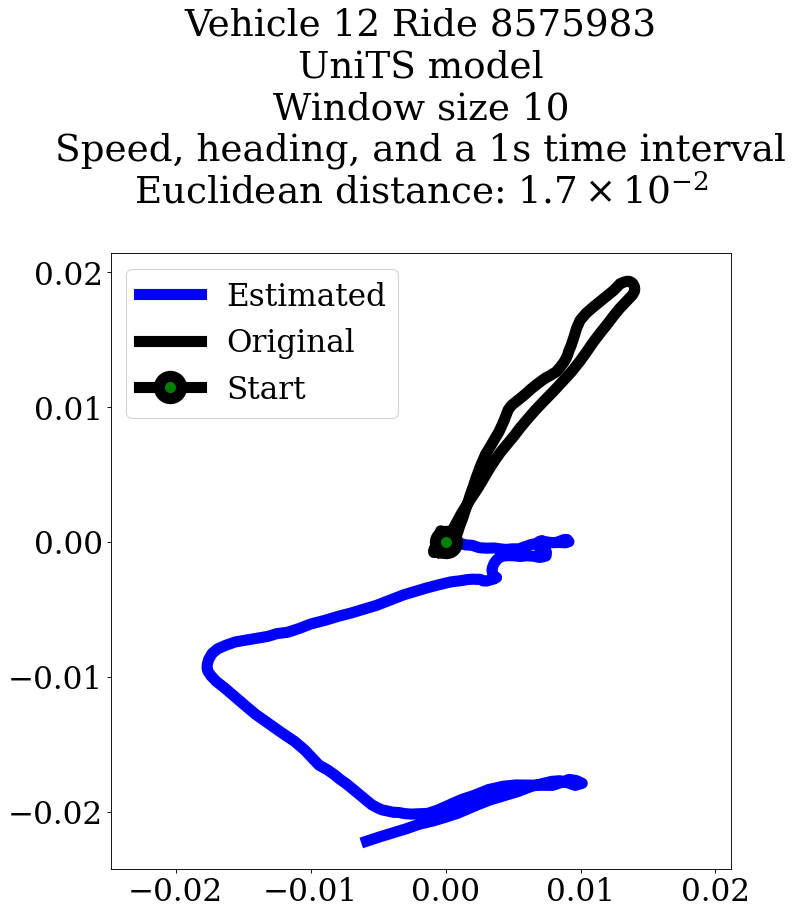 Vehicle 12 Ride 8575983
UniTS model
Window size 10
Speed, heading, and a 1s time interval
Euclidean distance: 1.7 × 10⁻²
Estimated
Original
Start
0.02
0.01
0.00
−0.01
−0.02
−0.02 −0.01 0.00 0.01 0.02